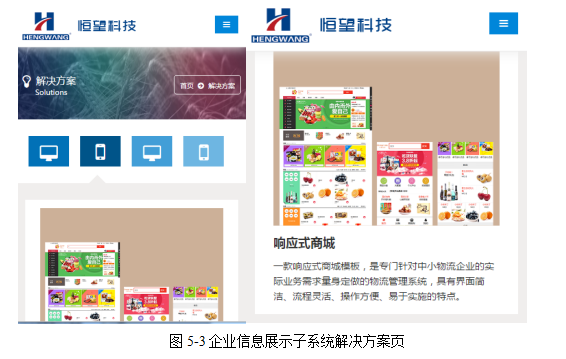 恒望科技
HENGWANG
解决方案
Solutions
首页 解决方案
恒望科技
HENGWANG
响应式商城
一款响应式商城模板，是专门针对中小物流企业的实
际业务需求量身定做的物流管理系统，具有界面简
洁、流程灵活、操作方便、易于实施的特点。
图 5-3 企业信息展示子系统解决方案页